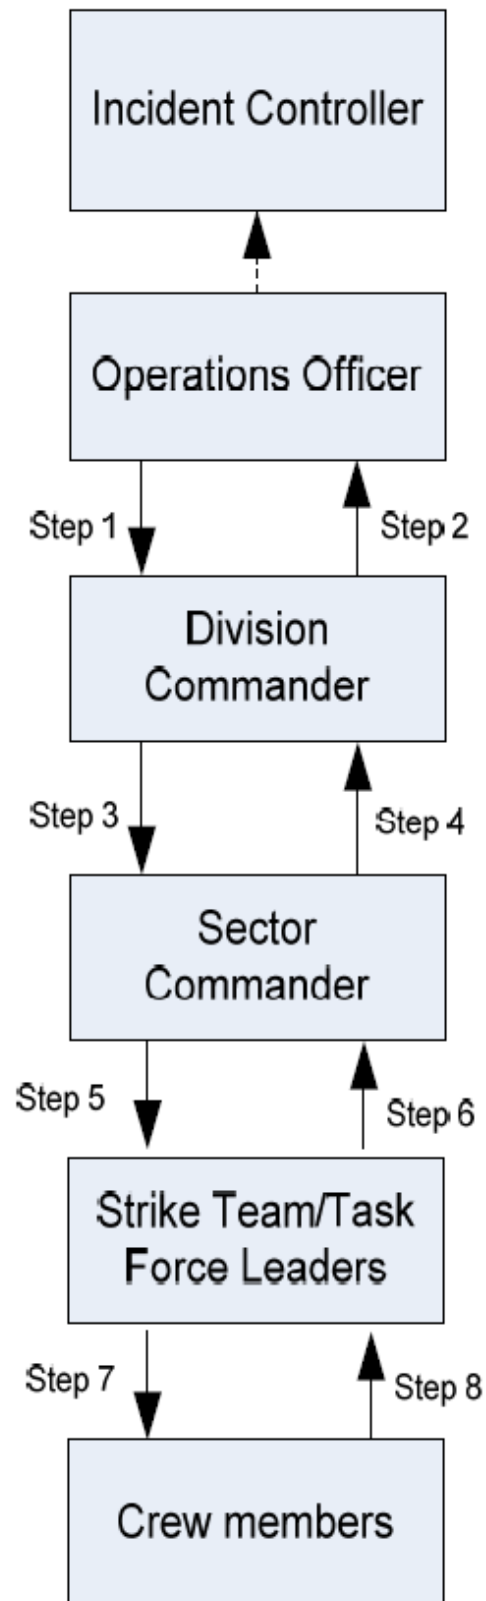 Incident Controller
Operations Officer
Step 1
Step 2
Division
Commander
Step 3
Step 4
Sector
Commander
Step 5
Step 6
Strike Team/Task
Force Leaders
Step 7
Step 8
Crew members